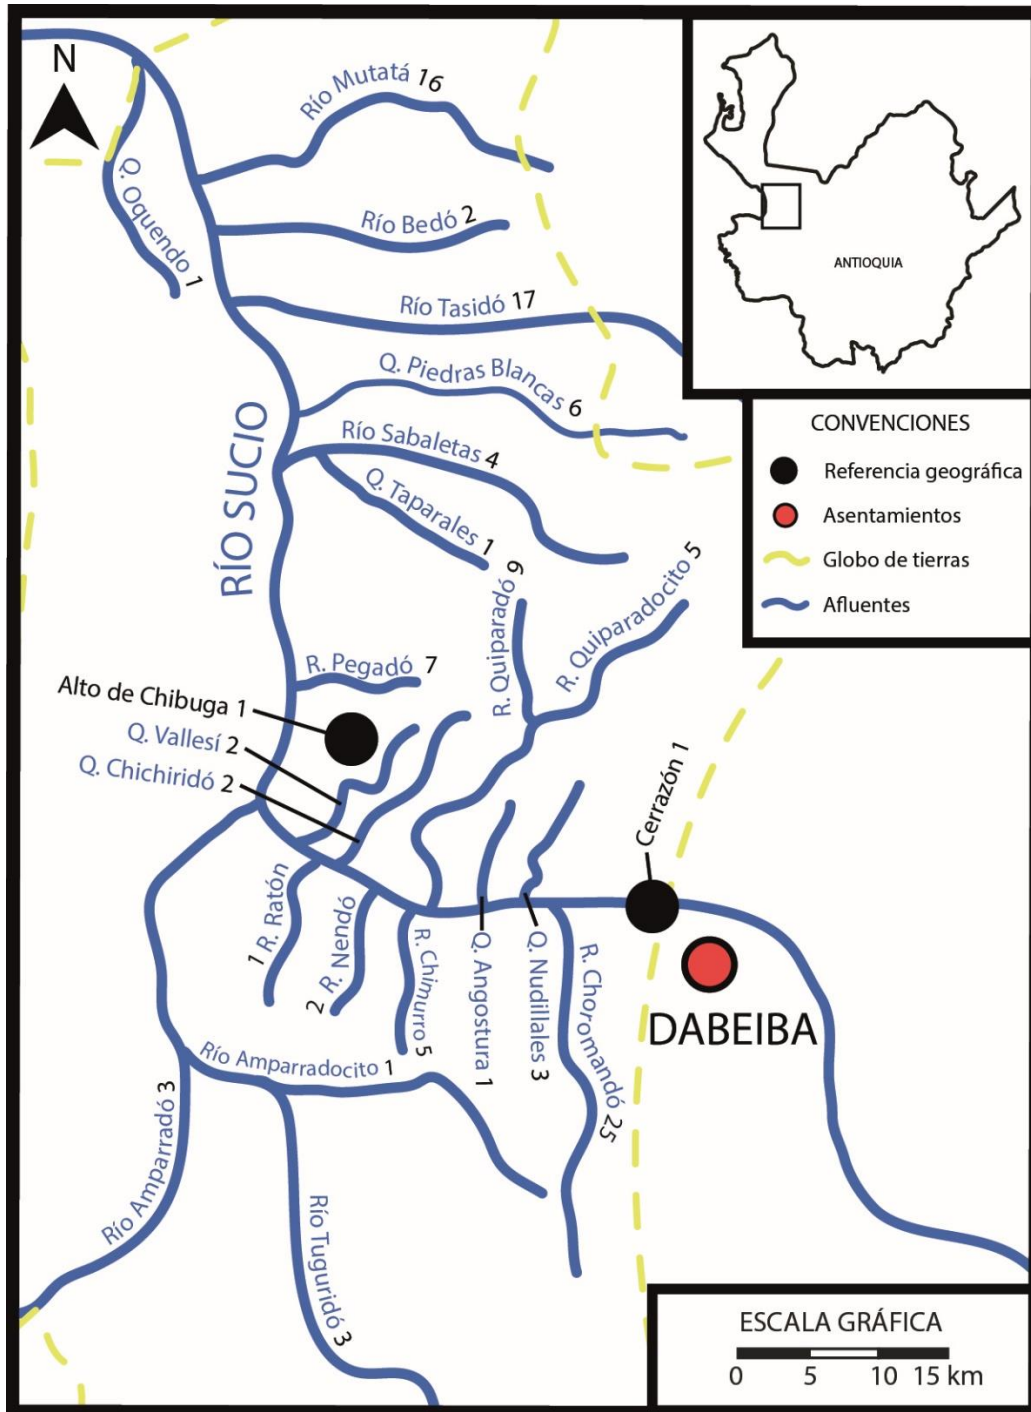 N
Río Mutatá 16
Q. Oquendo 1
Río Bedó 2
Río Tasidó 17
Q. Piedras Blancas 6
Río Sabaletas 4
Q. Taparales 1
RÍO SUCIO
R. Quiparadó 9
R. Quiparadocito 5
R. Pegadó 7
Alto de Chibuga 1
Q. Vallesí 2
Q. Chichiridó 2
Cerrazón 1
1 R. Ratón
2 R. Nendó
R. Chimurro 5
Q. Angostura 1
Q. Nudillales 3
R. Choromandó 25
DABEIBA
Río Amparradocito 1
Río Amparradó 3
Río Tuguridó 3
ANTIOQUIA
CONVENCIONES
Referencia geográfica
Asentamientos
Globo de tierras
Afluentes
ESCALA GRÁFICA
0 5 10 15 km